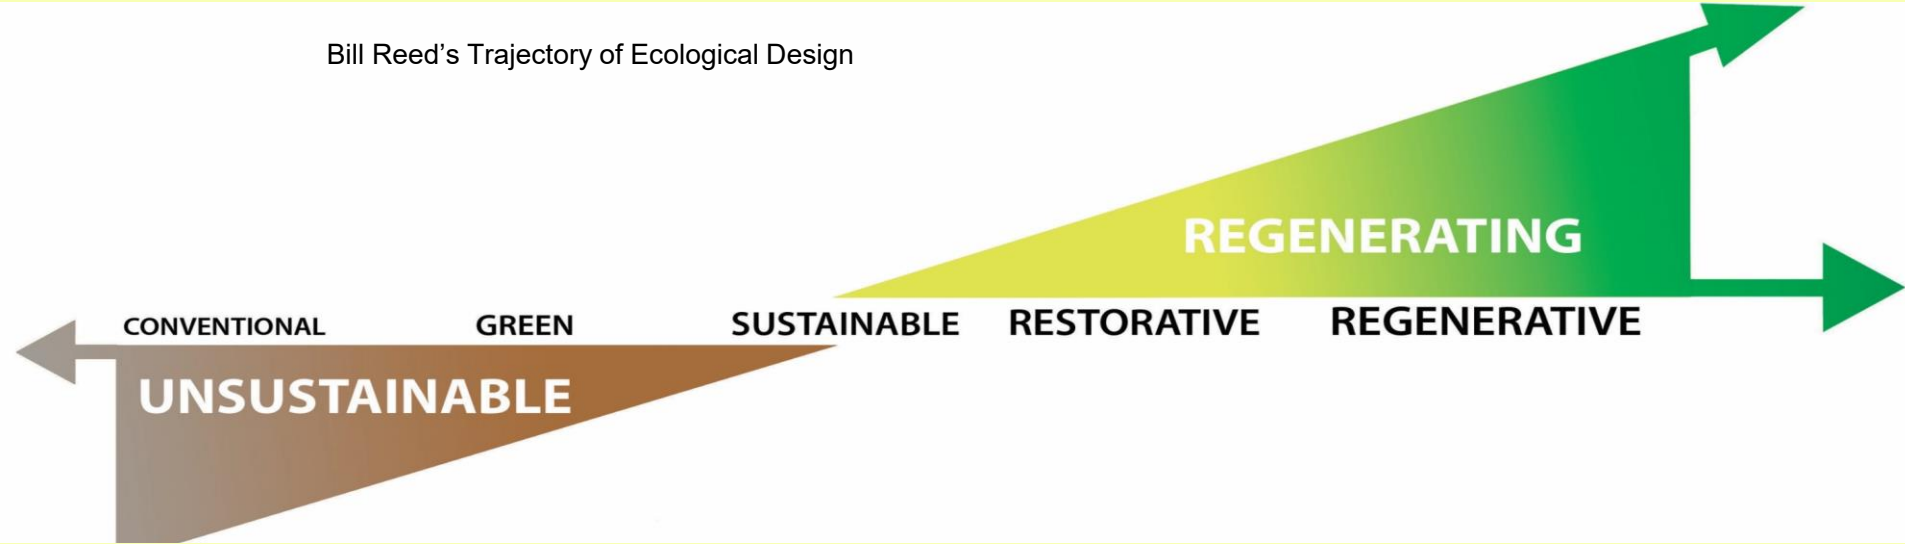 Bill Reed’s Trajectory of Ecological Design
REGENERATING
CONVENTIONAL GREEN SUSTAINABLE RESTORATIVE REGENERATIVE
UNSUSTAINABLE